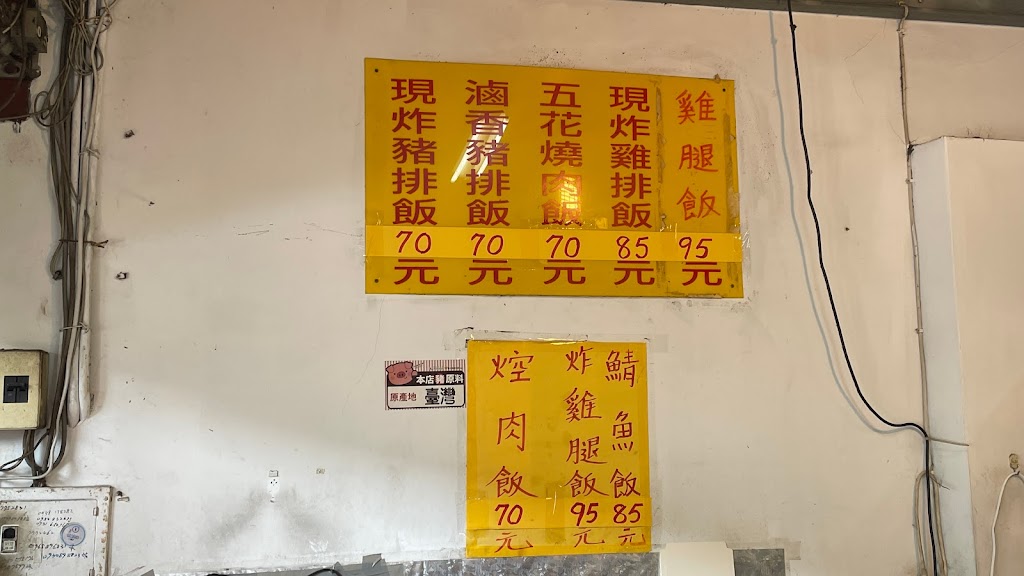 雞腿飯
95元
現炸雞排飯
85元
五花燒肉飯
70元
滷香豬排飯
70元
現炸豬排飯
70元
本店豬原料
原產地 臺灣
鯖魚飯
85元
炸雞腿飯
95元
焢肉飯
70元